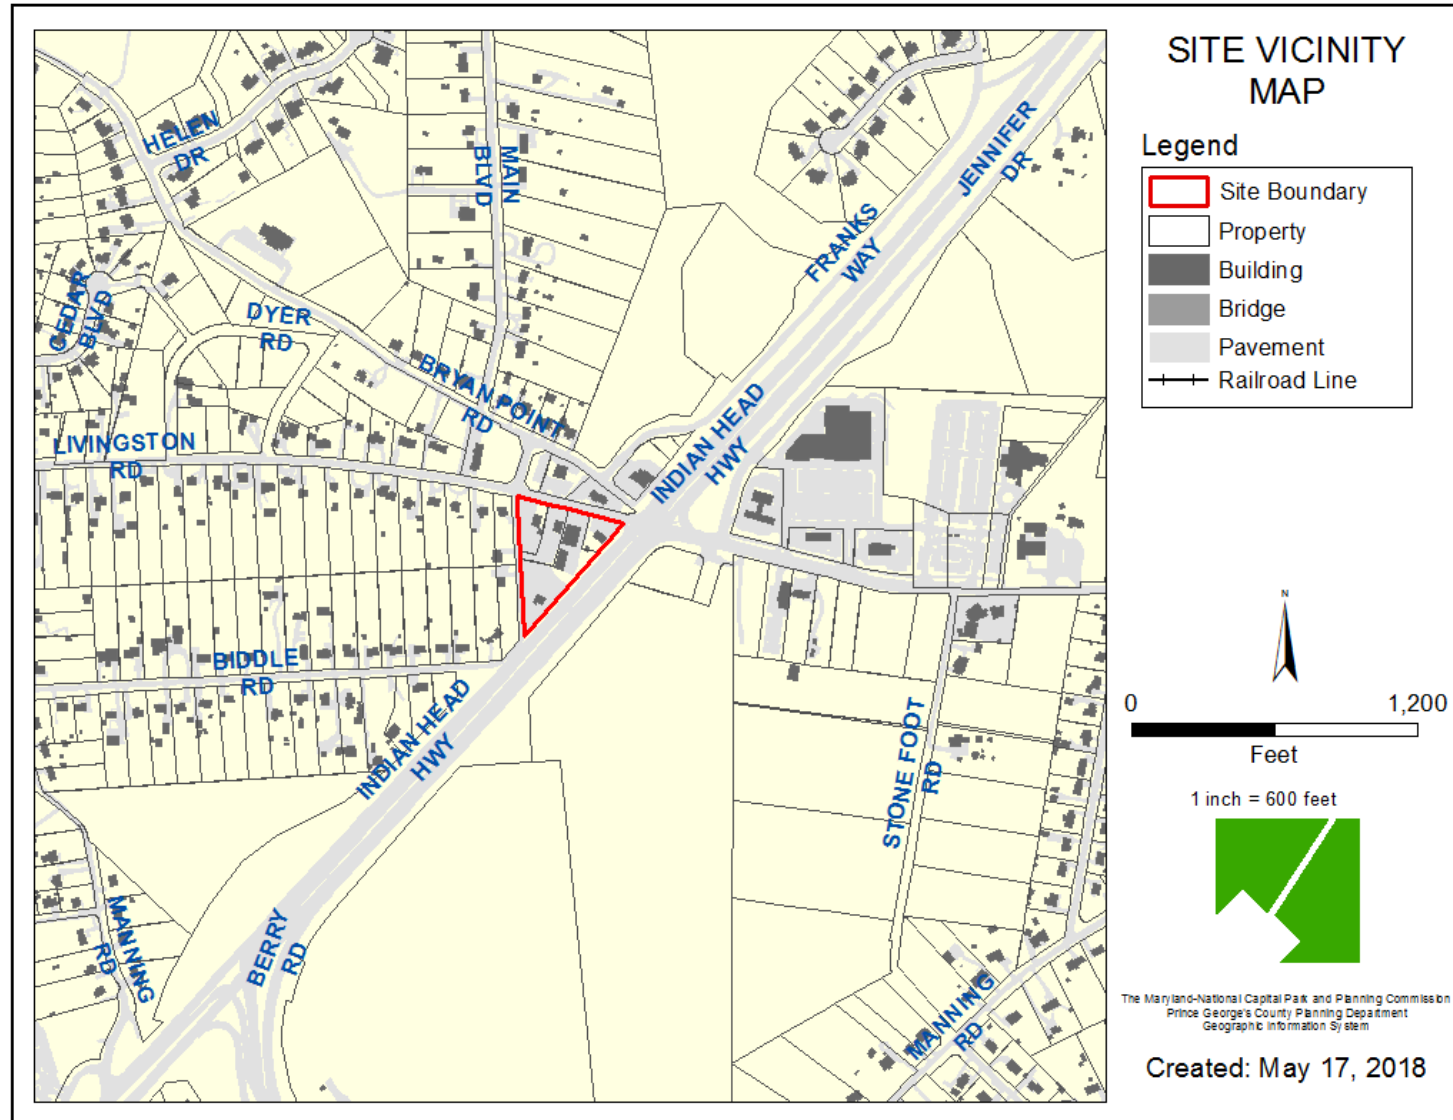 SITE VICINITY
MAP
Legend
Site Boundary
Property
Building
Bridge
Pavement
Railroad Line
HELEN
DR
MAIN
BLVD
JENNIFER
DR
FRANKS
WAY
CEDAR
BLVD
DYER
RD
BRYAN POINT
RD
LIVINGSTON
RD
INDIAN HEAD
HWY
BIDDLE
RD
INDIAN HEAD
HWY
STONE FOOT
RD
MANNING
RD
BERRY
RD
MANNING
RD
N
0 1,200
Feet
1 inch = 600 feet
The Maryland-National Capital Park and Planning Commission
Prince George's County Planning Department
Geographic Information System
Created: May 17, 2018